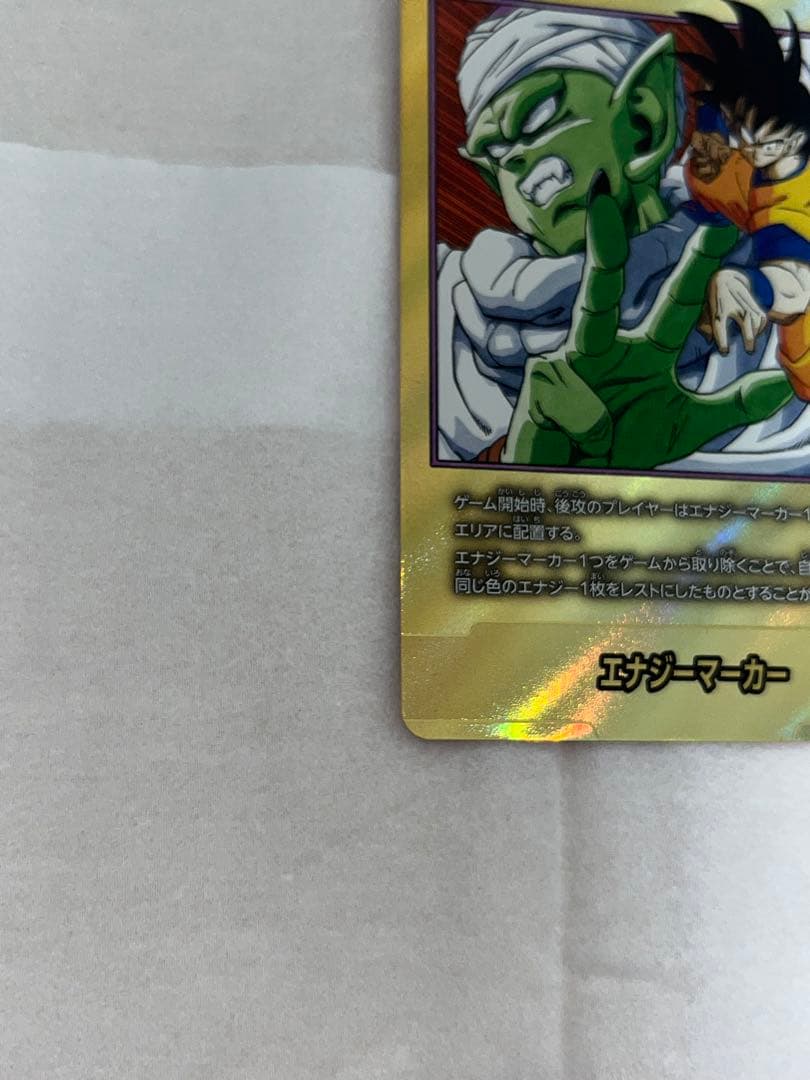 ゲーム開始時、後攻のプレイヤーはエナジーマーカー1
エリアに配置する。
エナジーマーカー1つをゲームから取り除くことで、自
同じ色のエナジー1枚をレストにしたものとすることが
エナジーマーカー